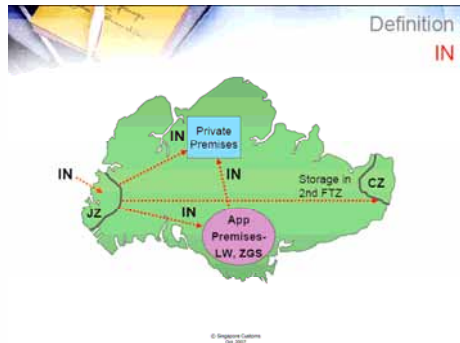 Definition
IN
IN
Private
Premises
IN
IN
Storage in
2nd FTZ
CZ
JZ
IN
App
Premises-
LW, ZGS
© Singapore Customs